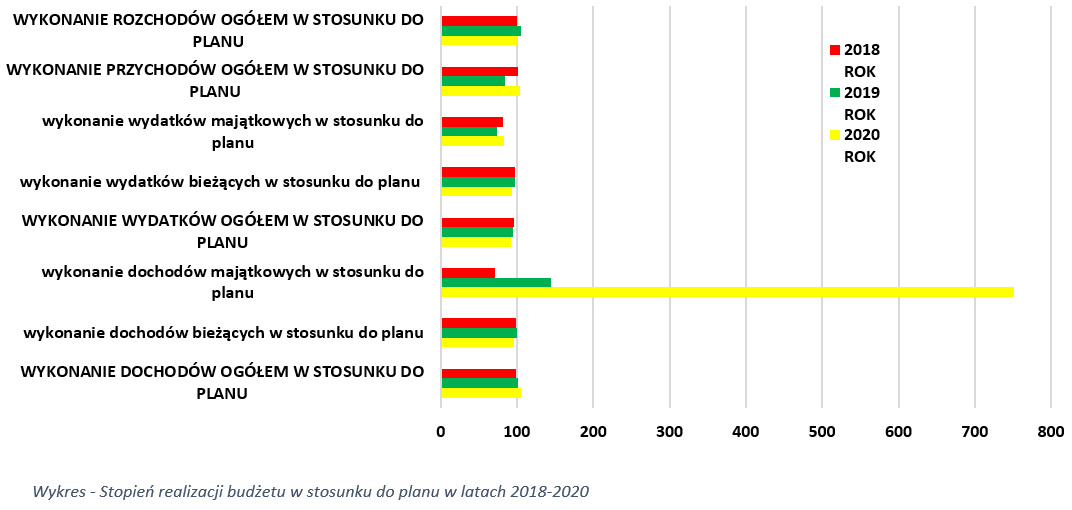 WYKONANIE ROZCHODÓW OGÓŁEM W STOSUNKU DO
PLANU
WYKONANIE PRZYCHODÓW OGÓŁEM W STOSUNKU DO
PLANU
wykonanie wydatków majątkowych w stosunku do
planu
wykonanie wydatków bieżących w stosunku do planu
WYKONANIE WYDATKÓW OGÓŁEM W STOSUNKU DO
PLANU
wykonanie dochodów majątkowych w stosunku do
planu
wykonanie dochodów bieżących w stosunku do planu
WYKONANIE DOCHODÓW OGÓŁEM W STOSUNKU DO
PLANU
2018
ROK
2019
ROK
2020
ROK
0 100 200 300 400 500 600 700 800
Wykres - Stopień realizacji budżetu w stosunku do planu w latach 2018-2020